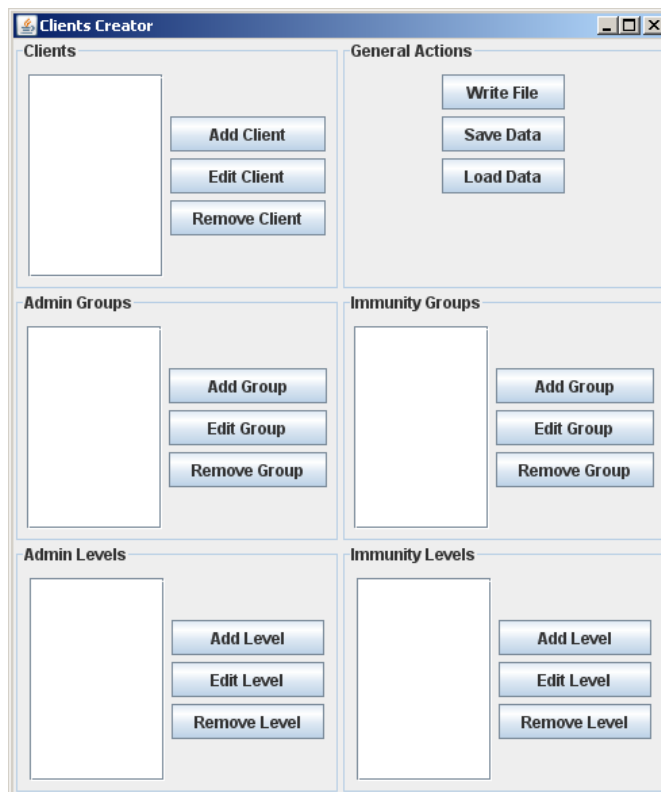 Clients Creator
Clients
Add Client
Edit Client
Remove Client
General Actions
Write File
Save Data
Load Data
Admin Groups
Add Group
Edit Group
Remove Group
Immunity Groups
Add Group
Edit Group
Remove Group
Admin Levels
Add Level
Edit Level
Remove Level
Immunity Levels
Add Level
Edit Level
Remove Level